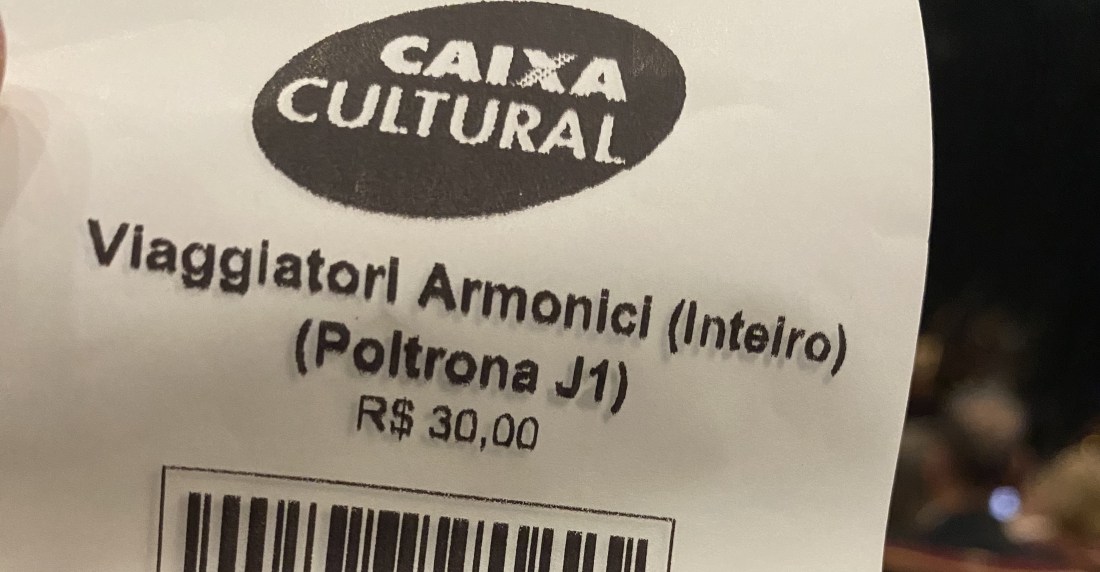 CAIXA
CULTURAL
Viaggiatori Armonici (Inteiro)
(Poltrona J1)
R$ 30,00